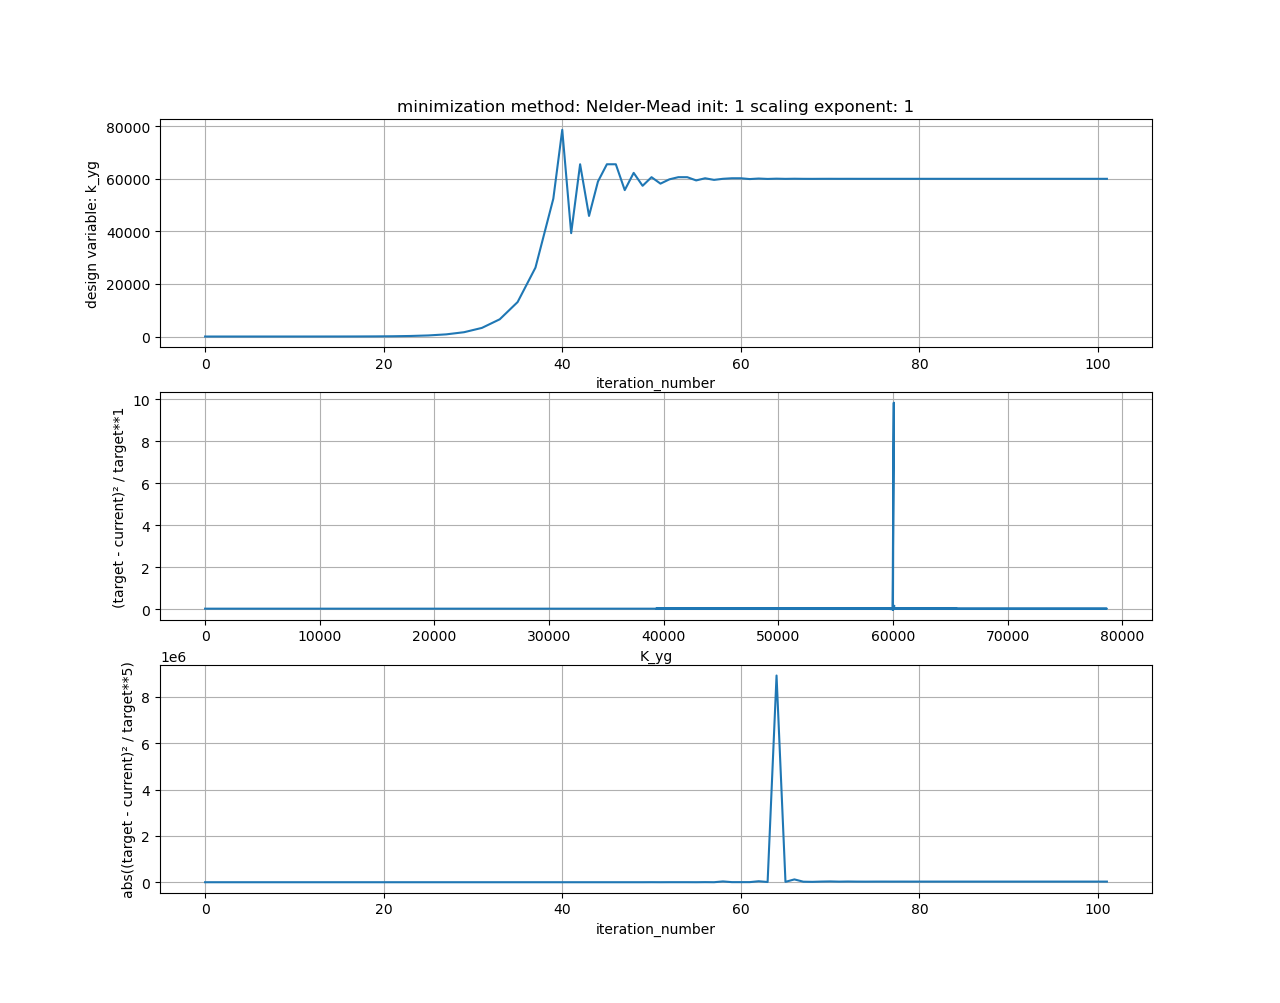 minimization method: Nelder-Mead init: 1 scaling exponent: 1
design variable: k_yg
80000
60000
40000
20000
0
0 20 40 60 80 100
iteration_number
(target - current)² / target**1
10
8
6
4
2
0
0 10000 20000 30000 40000 50000 60000 70000 80000
K_yg
1e6
abs((target - current)² / target**5)
8
6
4
2
0
0 20 40 60 80 100
iteration_number